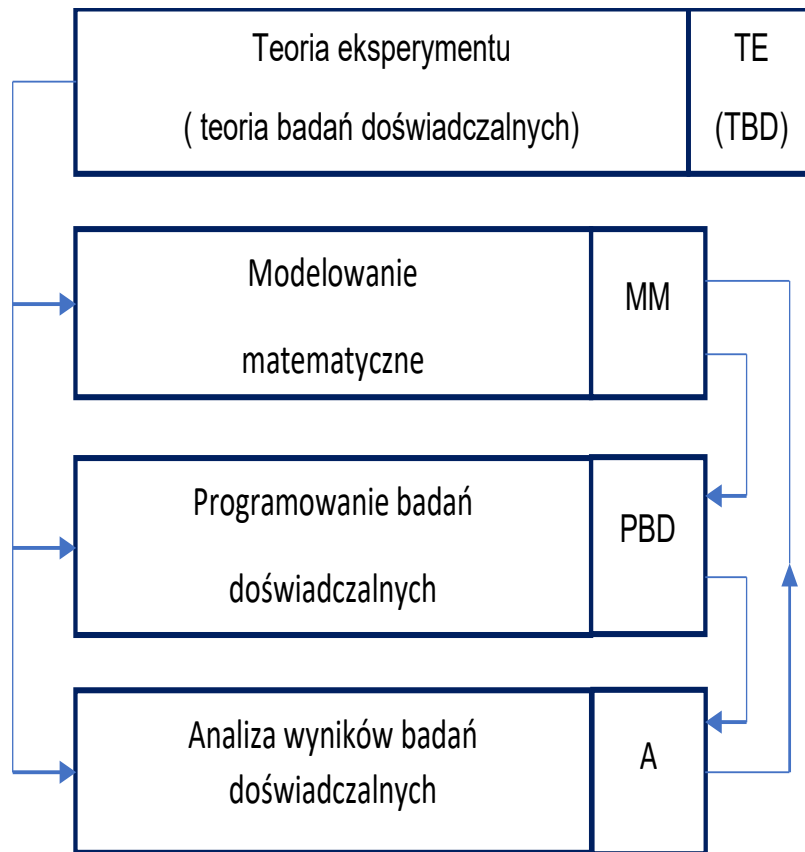 Teoria eksperymentu
TE
( teoria badań doświadczalnych)
(TBD)
Modelowanie
MM
matematyczne
Programowanie badań
PBD
doświadczalnych
Analiza wyników badań
A
doświadczalnych